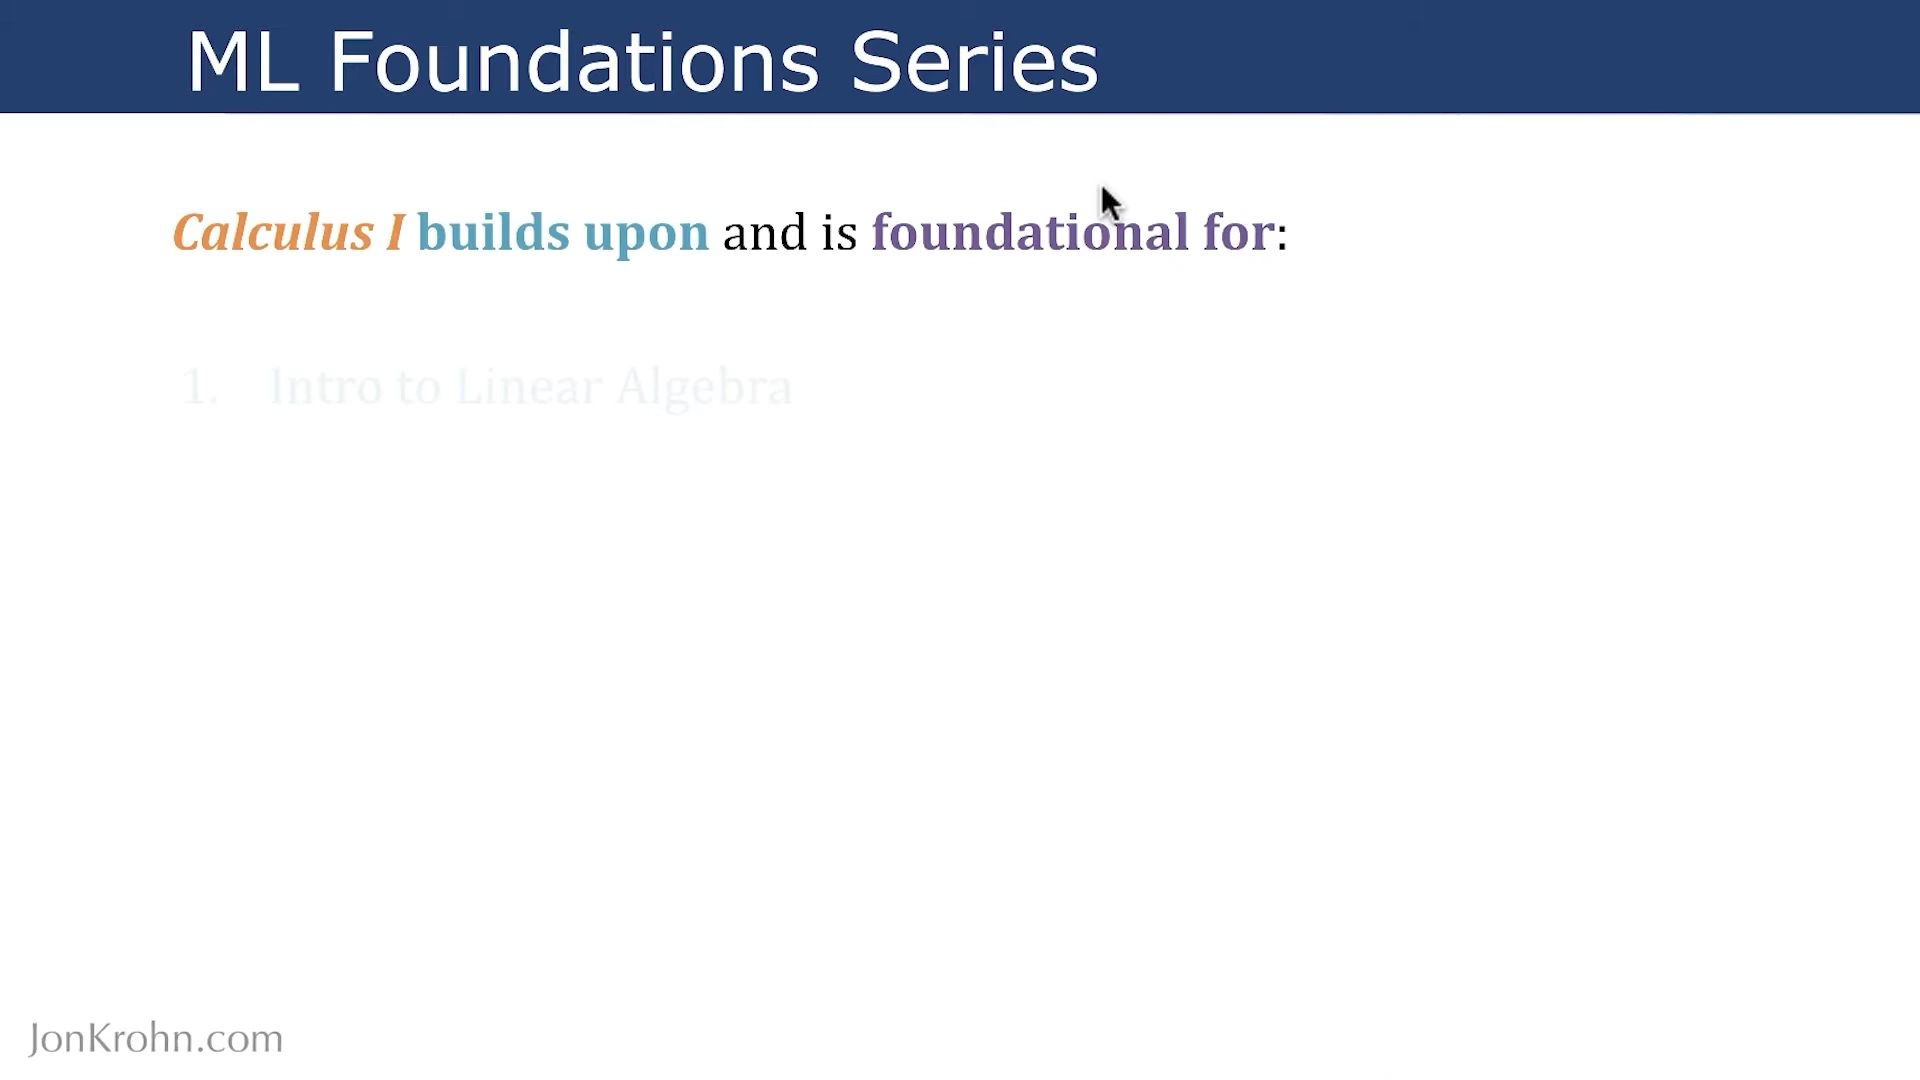 ML Foundations Series
Calculus I builds upon and is foundational for:
1. Intro to Linear Algebra
JonKrohn.com